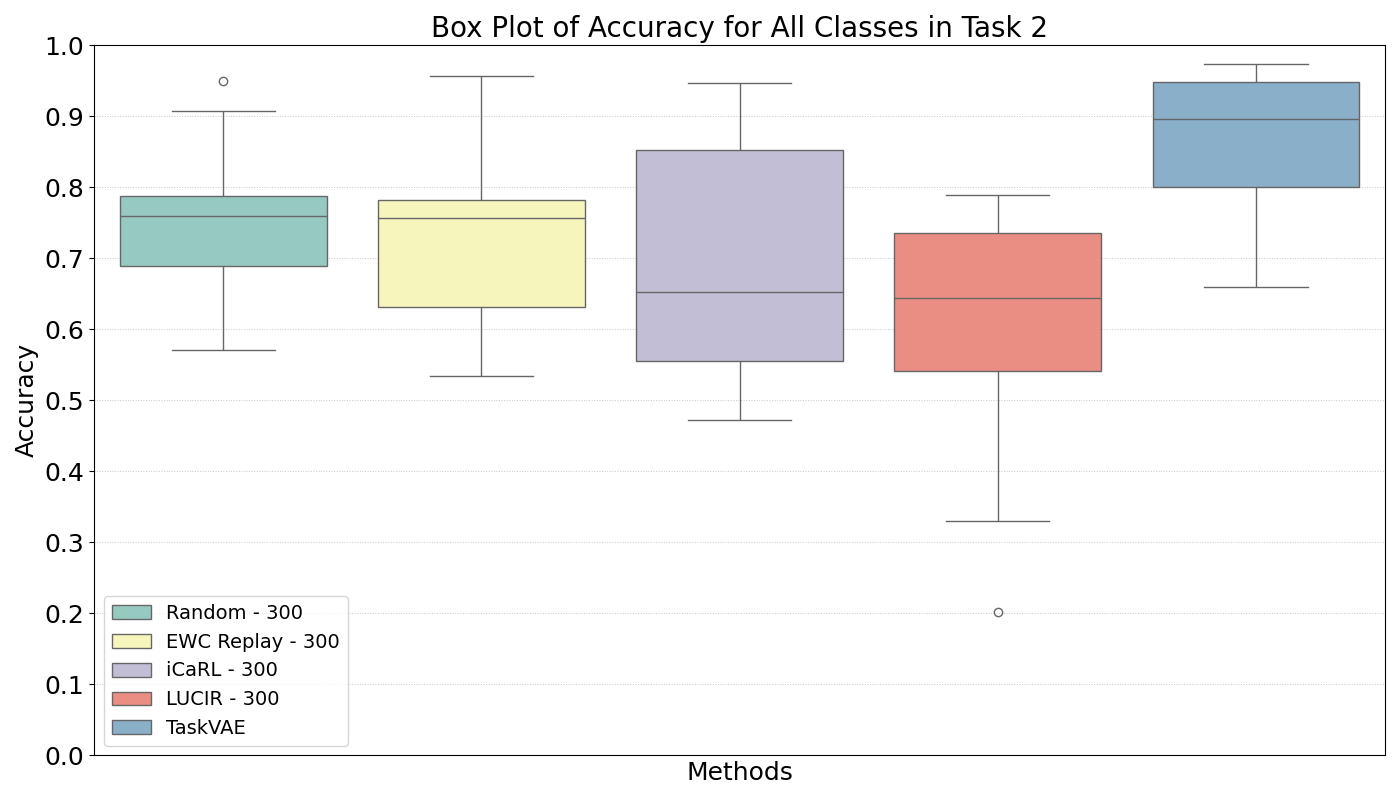 Box Plot of Accuracy for All Classes in Task 2
1.0
0.9
0.8
0.7
0.6
0.5
0.4
0.3
0.2
0.1
0.0
Accuracy
Methods
Random - 300
EWC Replay - 300
iCaRL - 300
LUCIR - 300
TaskVAE